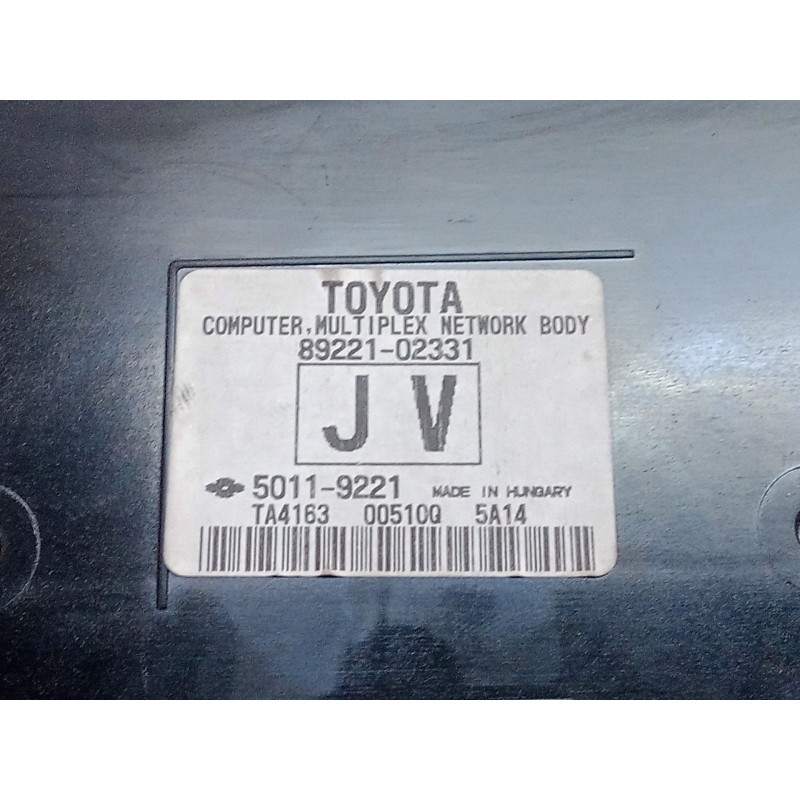 TOYOTA
COMPUTER, MULTIPLEX NETWORK BODY
89221-02331
JV
5011-9221 MADE IN HUNGARY
TA4163 00510Q 5A14